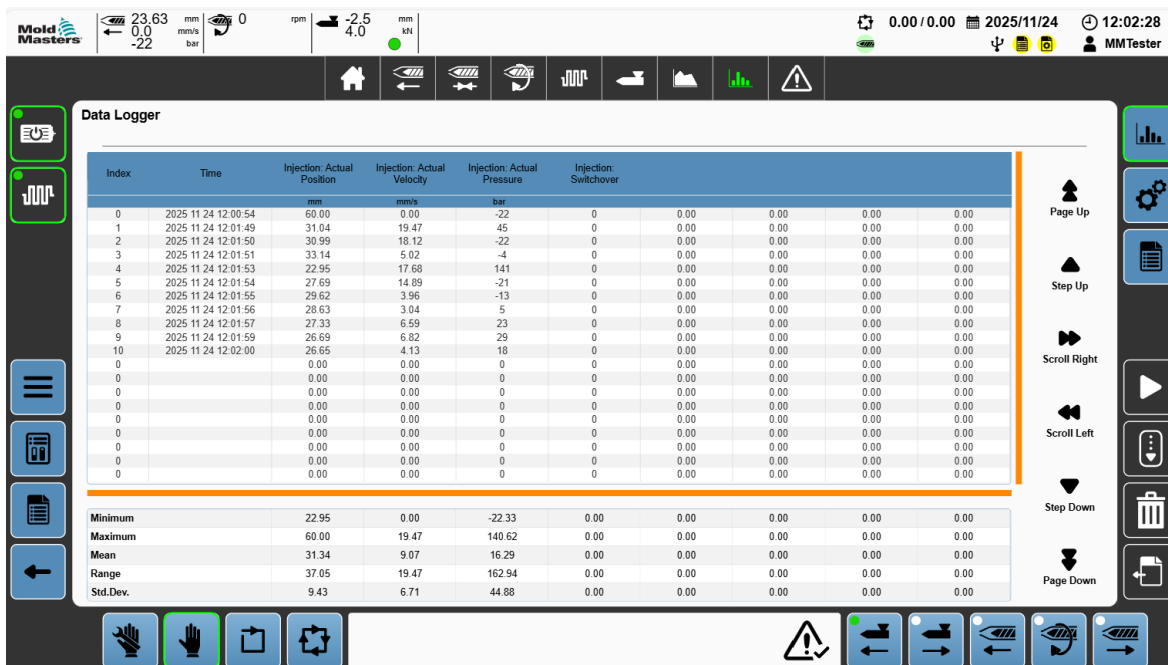 Mold Masters
23.63 mm
0.0 mm/s
-22 bar
0 rpm
-2.5 mm
4.0 kN
0.00 / 0.00 2025/11/24 12:02:28
MMTester
Data Logger
Index Time Injection: Actual Position Injection: Actual Velocity Injection: Actual Pressure Injection: Switchover
mm mm/s bar
0 2025 11 24 12:00:54 60.00 0.00 -22 0 0.00 0.00 0.00 0.00
1 2025 11 24 12:01:49 31.04 19.47 45 0 0.00 0.00 0.00 0.00
2 2025 11 24 12:01:50 30.99 18.12 -22 0 0.00 0.00 0.00 0.00
3 2025 11 24 12:01:51 33.14 5.02 -4 0 0.00 0.00 0.00 0.00
4 2025 11 24 12:01:53 22.95 17.68 141 0 0.00 0.00 0.00 0.00
5 2025 11 24 12:01:54 27.69 14.89 -21 0 0.00 0.00 0.00 0.00
6 2025 11 24 12:01:55 29.62 3.96 -13 0 0.00 0.00 0.00 0.00
7 2025 11 24 12:01:56 28.63 3.04 5 0 0.00 0.00 0.00 0.00
8 2025 11 24 12:01:57 27.33 6.59 23 0 0.00 0.00 0.00 0.00
9 2025 11 24 12:01:59 26.69 6.82 29 0 0.00 0.00 0.00 0.00
10 2025 11 24 12:02:00 26.65 4.13 18 0 0.00 0.00 0.00 0.00
0 0.00 0.00 0 0 0.00 0.00 0.00 0.00
0 0.00 0.00 0 0 0.00 0.00 0.00 0.00
0 0.00 0.00 0 0 0.00 0.00 0.00 0.00
0 0.00 0.00 0 0 0.00 0.00 0.00 0.00
0 0.00 0.00 0 0 0.00 0.00 0.00 0.00
0 0.00 0.00 0 0 0.00 0.00 0.00 0.00
0 0.00 0.00 0 0 0.00 0.00 0.00 0.00
0 0.00 0.00 0 0 0.00 0.00 0.00 0.00
0 0.00 0.00 0 0 0.00 0.00 0.00 0.00
Minimum 22.95 0.00 -22.33 0.00 0.00 0.00 0.00 0.00
Maximum 60.00 19.47 140.62 0.00 0.00 0.00 0.00 0.00
Mean 31.34 9.07 16.29 0.00 0.00 0.00 0.00 0.00
Range 37.05 19.47 162.94 0.00 0.00 0.00 0.00 0.00
Std.Dev. 9.43 6.71 44.88 0.00 0.00 0.00 0.00 0.00
Page Up
Step Up
Scroll Right
Scroll Left
Step Down
Page Down